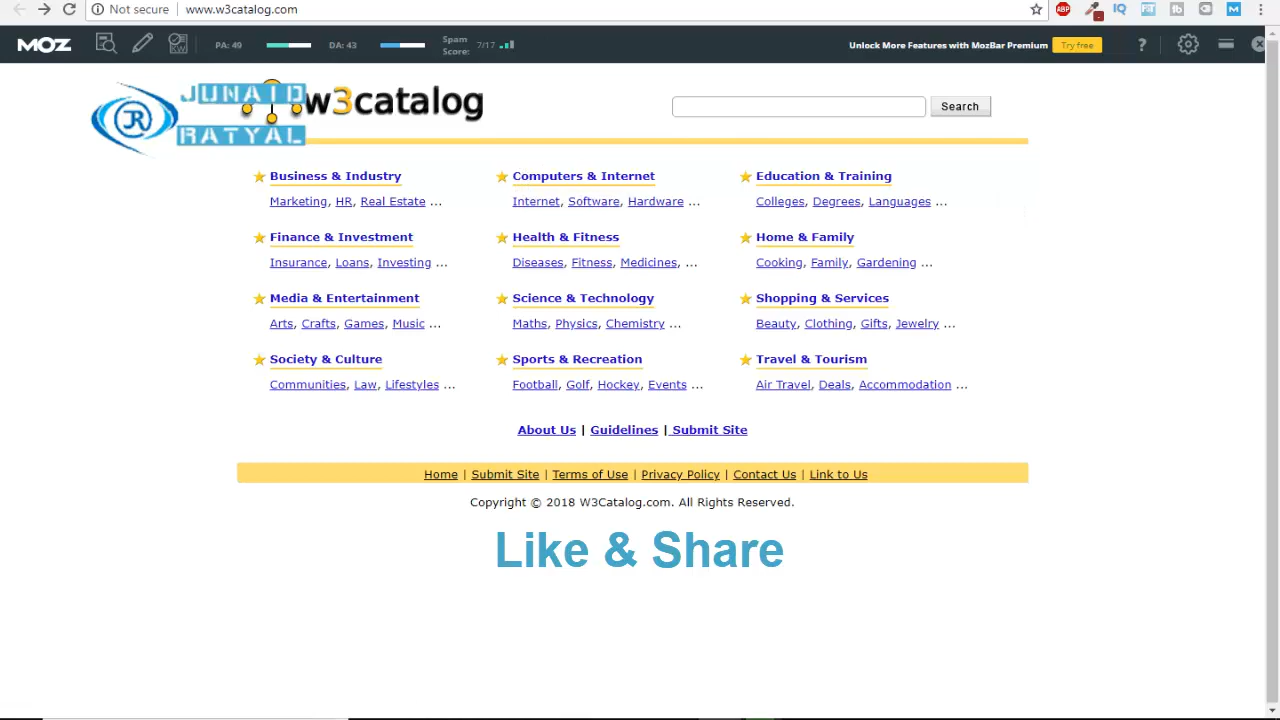 Not secure | www.w3catalog.com
ABP IQ tb M
MOZ KW PA: 49 DA: 43 Spam Score: 7/17 Unlock More Features with MozBar Premium Try free ?
JR JUNAID RATYAL w3catalog Search
Business & Industry Computers & Internet Education & Training
Marketing, HR, Real Estate ... Internet, Software, Hardware ... Colleges, Degrees, Languages ...
Finance & Investment Health & Fitness Home & Family
Insurance, Loans, Investing ... Diseases, Fitness, Medicines, ... Cooking, Family, Gardening ...
Media & Entertainment Science & Technology Shopping & Services
Arts, Crafts, Games, Music ... Maths, Physics, Chemistry ... Beauty, Clothing, Gifts, Jewelry ...
Society & Culture Sports & Recreation Travel & Tourism
Communities, Law, Lifestyles ... Football, Golf, Hockey, Events ... Air Travel, Deals, Accommodation ...
About Us | Guidelines | Submit Site
Home | Submit Site | Terms of Use | Privacy Policy | Contact Us | Link to Us
Copyright © 2018 W3Catalog.com. All Rights Reserved.
Like & Share